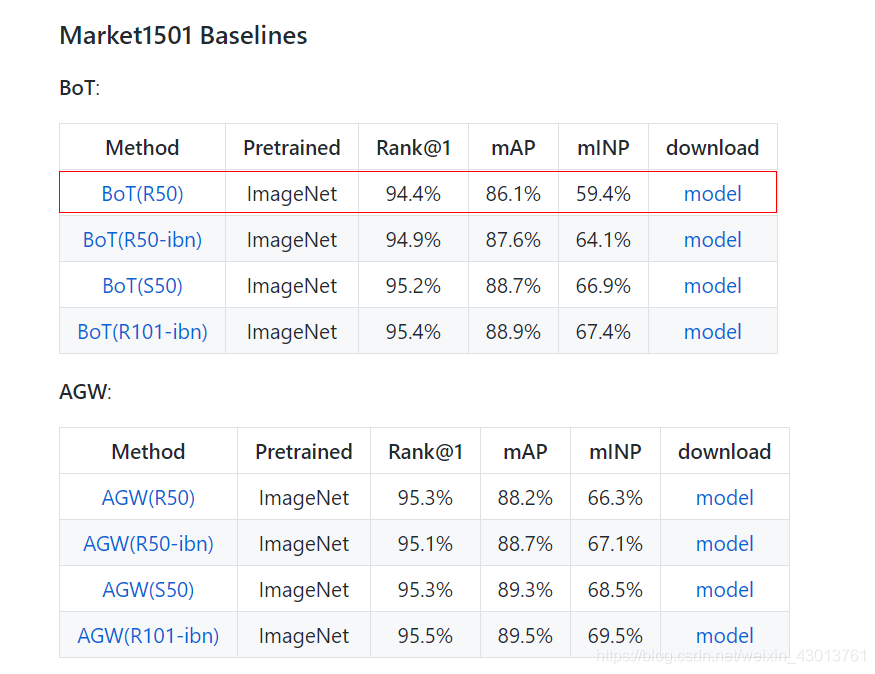 Market1501 Baselines
BoT:
Method Pretrained Rank@1 mAP mINP download
BoT(R50) ImageNet 94.4% 86.1% 59.4% model
BoT(R50-ibn) ImageNet 94.9% 87.6% 64.1% model
BoT(S50) ImageNet 95.2% 88.7% 66.9% model
BoT(R101-ibn) ImageNet 95.4% 88.9% 67.4% model
AGW:
Method Pretrained Rank@1 mAP mINP download
AGW(R50) ImageNet 95.3% 88.2% 66.3% model
AGW(R50-ibn) ImageNet 95.1% 88.7% 67.1% model
AGW(S50) ImageNet 95.3% 89.3% 68.5% model
AGW(R101-ibn) ImageNet 95.5% 89.5% 69.5% model
https://blog.csdn.net/weixin_43013761